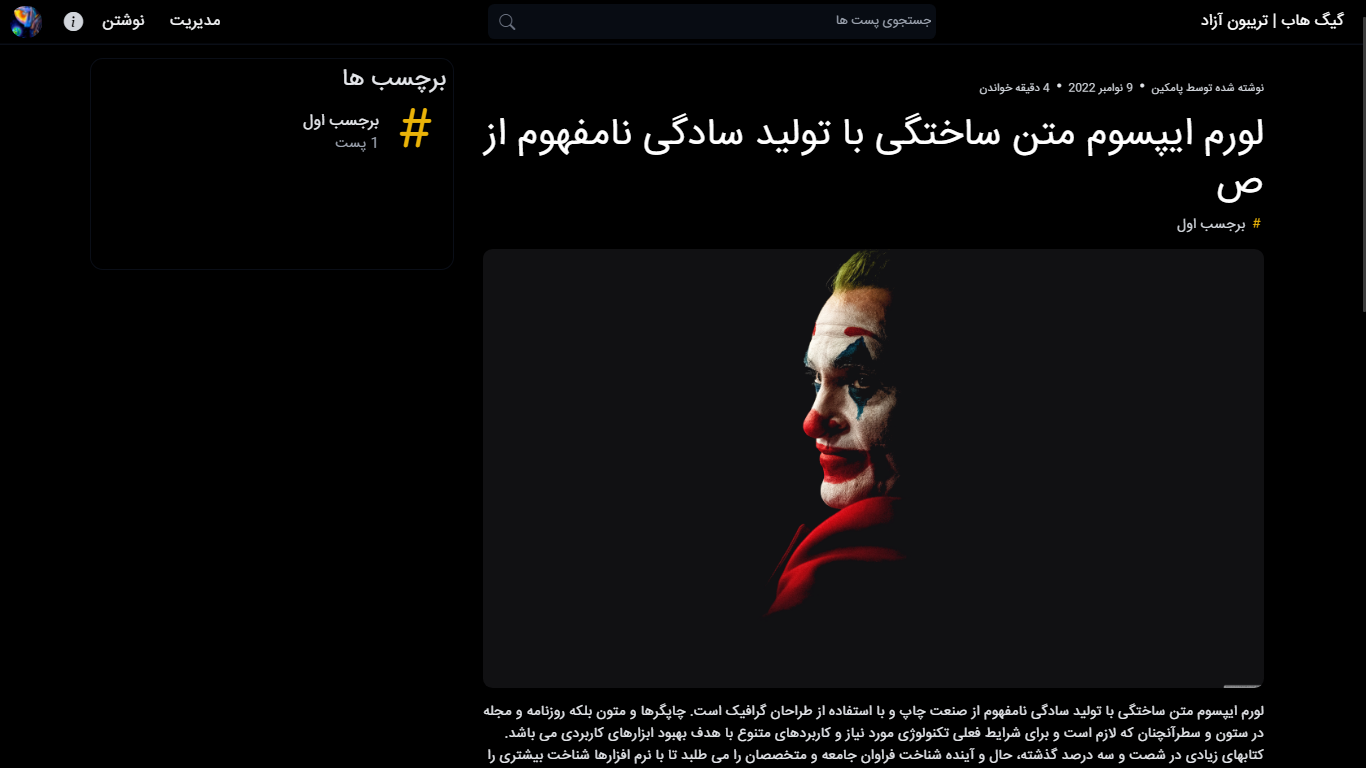 گیگ هاب | تریبون آزاد
جستجوی پست ها
مدیریت
نوشتن
نوشته شده توسط پامکین • 9 نوامبر 2022 • 4 دقیقه خواندن
لورم ایپسوم متن ساختگی با تولید سادگی نامفهوم از
ص
# برجسب اول
لورم ایپسوم متن ساختگی با تولید سادگی نامفهوم از صنعت چاپ و با استفاده از طراحان گرافیک است. چاپگرها و متون بلکه روزنامه و مجله
در ستون و سطرآنچنان که لازم است و برای شرایط فعلی تکنولوژی مورد نیاز و کاربردهای متنوع با هدف بهبود ابزارهای کاربردی می باشد.
کتابهای زیادی در شصت و سه درصد گذشته، حال و آینده شناخت فراوان جامعه و متخصصان را می طلبد تا با نرم افزارها شناخت بیشتری را
برچسب ها
# برجسب اول
1 پست